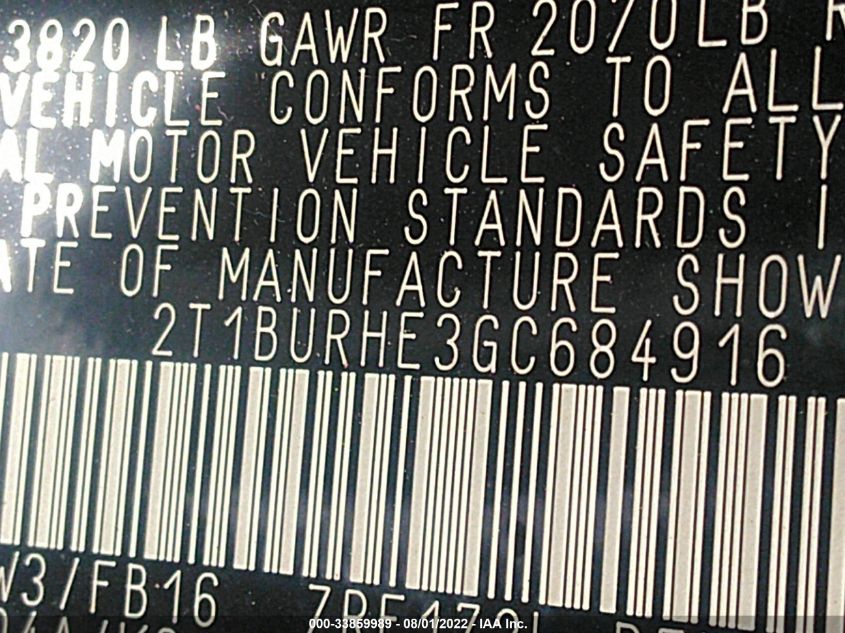 3820 LB GAWR FR 2070LB
VEHICLE CONFORMS TO ALL
AL MOTOR VEHICLE SAFETY
PREVENTION STANDARDS
ATE OF MANUFACTURE SHOW
2T1BURHE3GC684916
W3/FB16
000-33859989 - 08/01/2022 - IAA Inc.